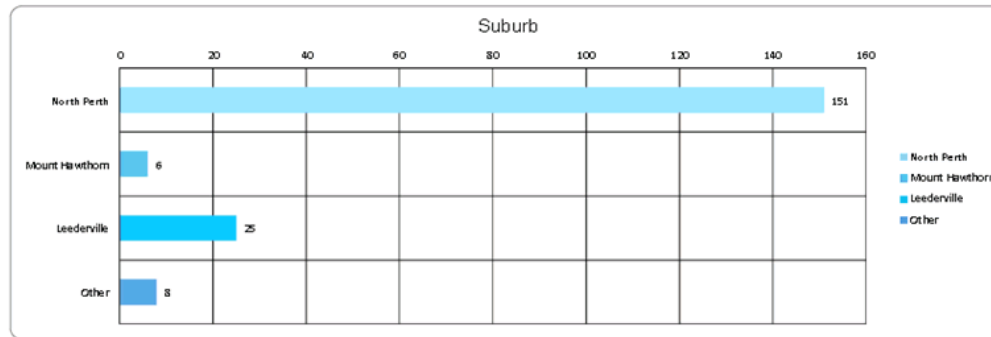 Suburb
0 20 40 60 80 100 120 140 160
North Perth 151
Mount Hawthorn 6
Leederville 25
Other 8
North Perth
Mount Hawthorn
Leederville
Other